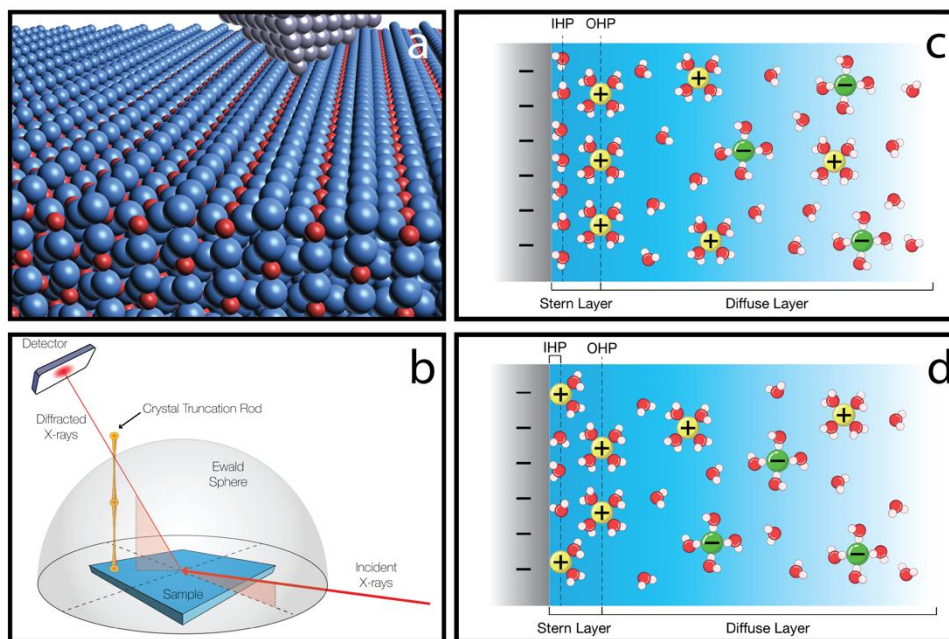 a
IHP OHP
c
Stern Layer
Diffuse Layer
Detector
b
Crystal Truncation Rod
Diffracted
X-rays
Ewald
Sphere
Incident
X-rays
Sample
IHP OHP
d
Stern Layer
Diffuse Layer